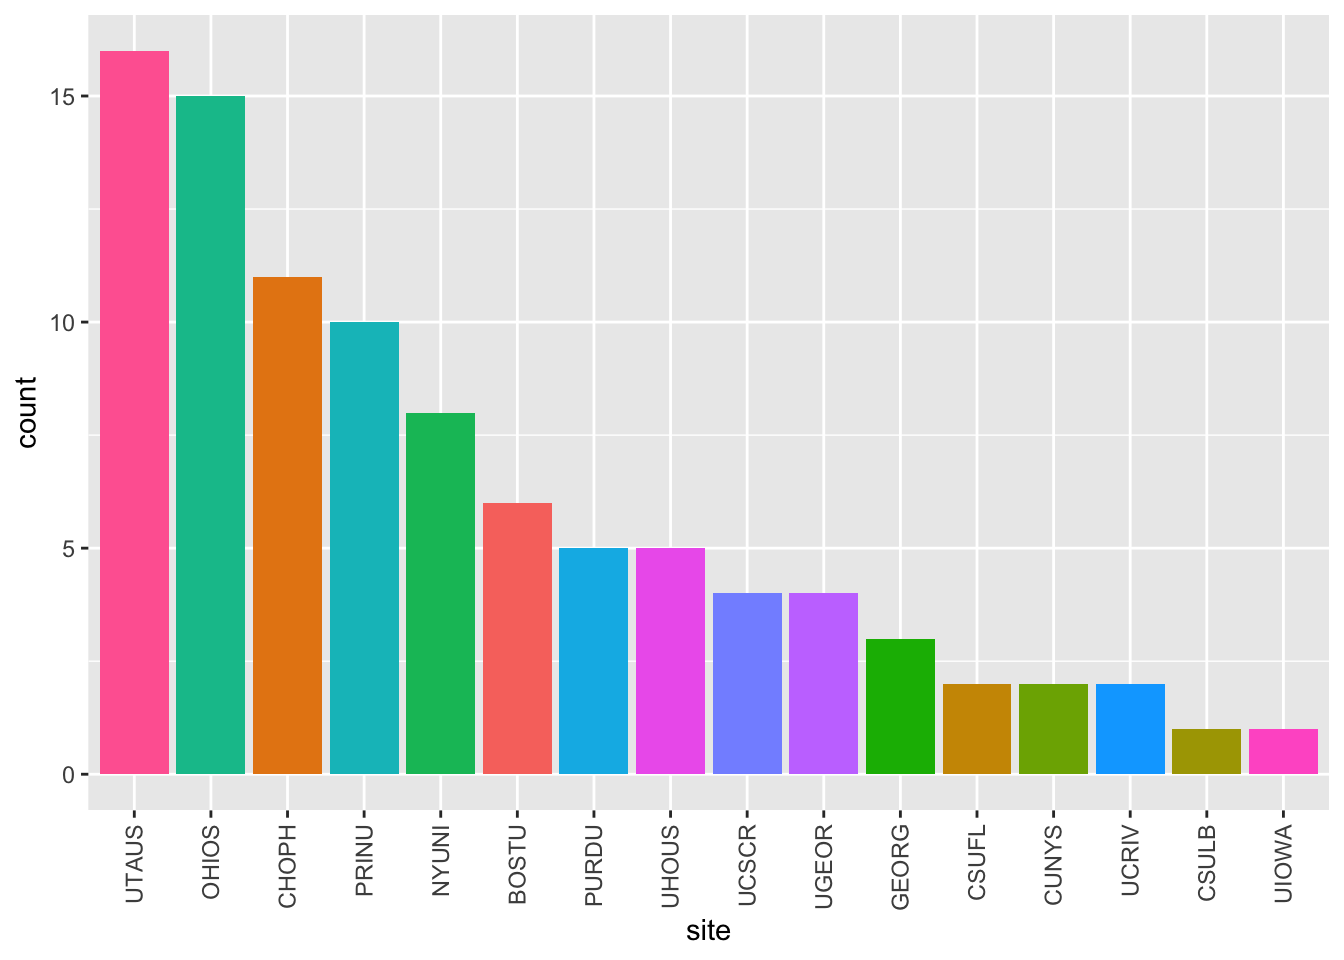 15
10
5
0
count
UTAUS
OHIOS
CHOPH
PRINU
NYUNI
BOSTU
PURDU
UHOUS
UCSCR
UGEOR
GEORG
CSUFL
CUNYS
UCRIV
CSULB
UIOWA
site